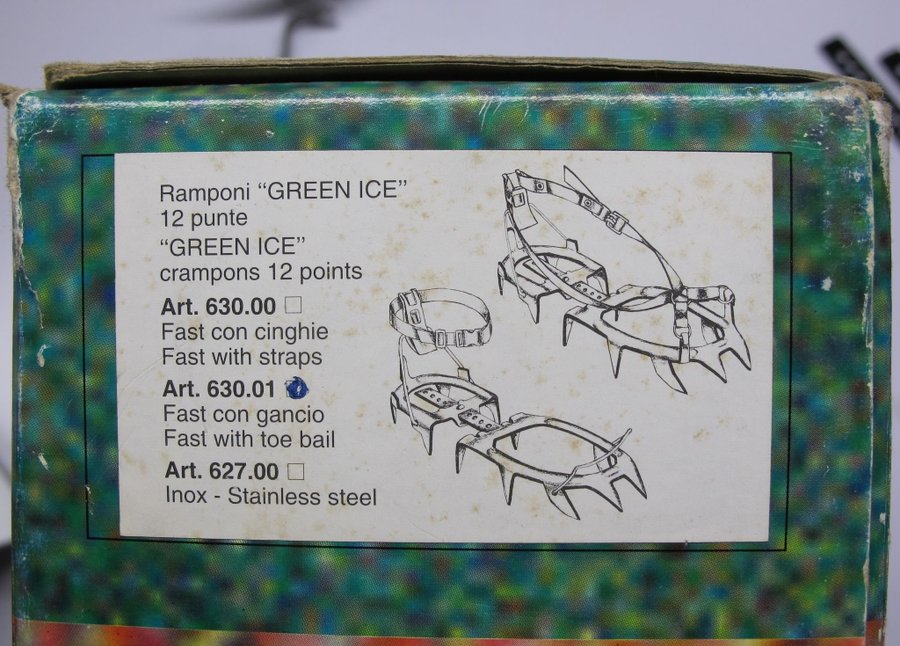 Ramponi “GREEN ICE”
12 punte
“GREEN ICE”
crampons 12 points
Art. 630.00
Fast con cinghie
Fast with straps
Art. 630.01
Fast con gancio
Fast with toe bail
Art. 627.00
Inox - Stainless steel